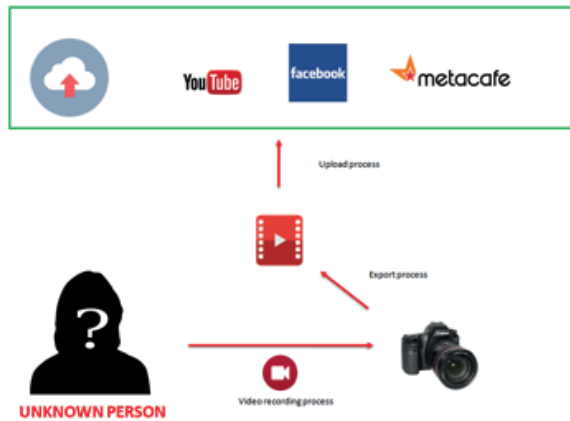 YouTube
facebook
metacafe
Upload process
Export process
?
Video recording process
UNKNOWN PERSON